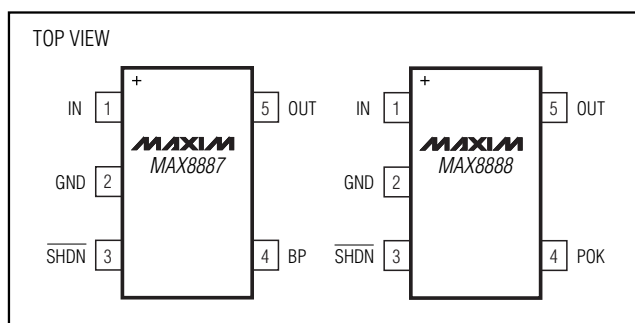 TOP VIEW
+
IN 1
5 OUT
MAXIM
MAX8887
GND 2
SHDN 3
4 BP
+
IN 1
5 OUT
MAXIM
MAX8888
GND 2
SHDN 3
4 POK